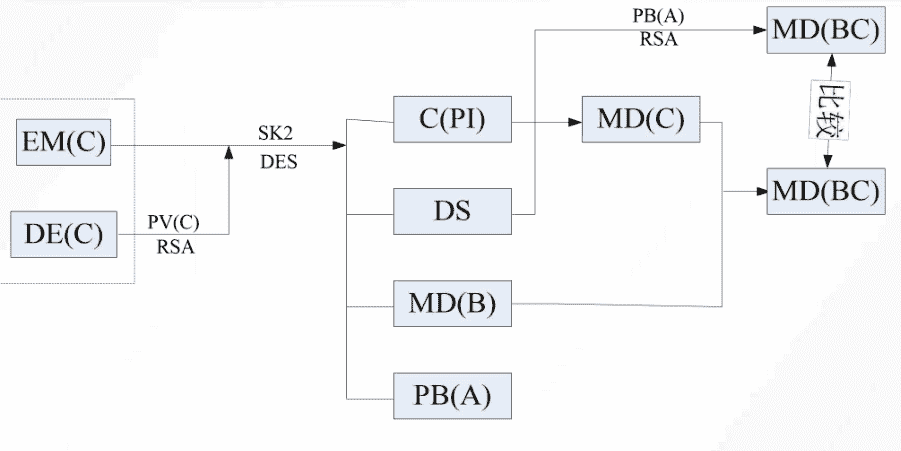 EM(C)
DE(C)
PV(C)
RSA
SK2
DES
C(PI)
DS
MD(B)
PB(A)
MD(C)
PB(A)
RSA
MD(BC)
比较
MD(BC)